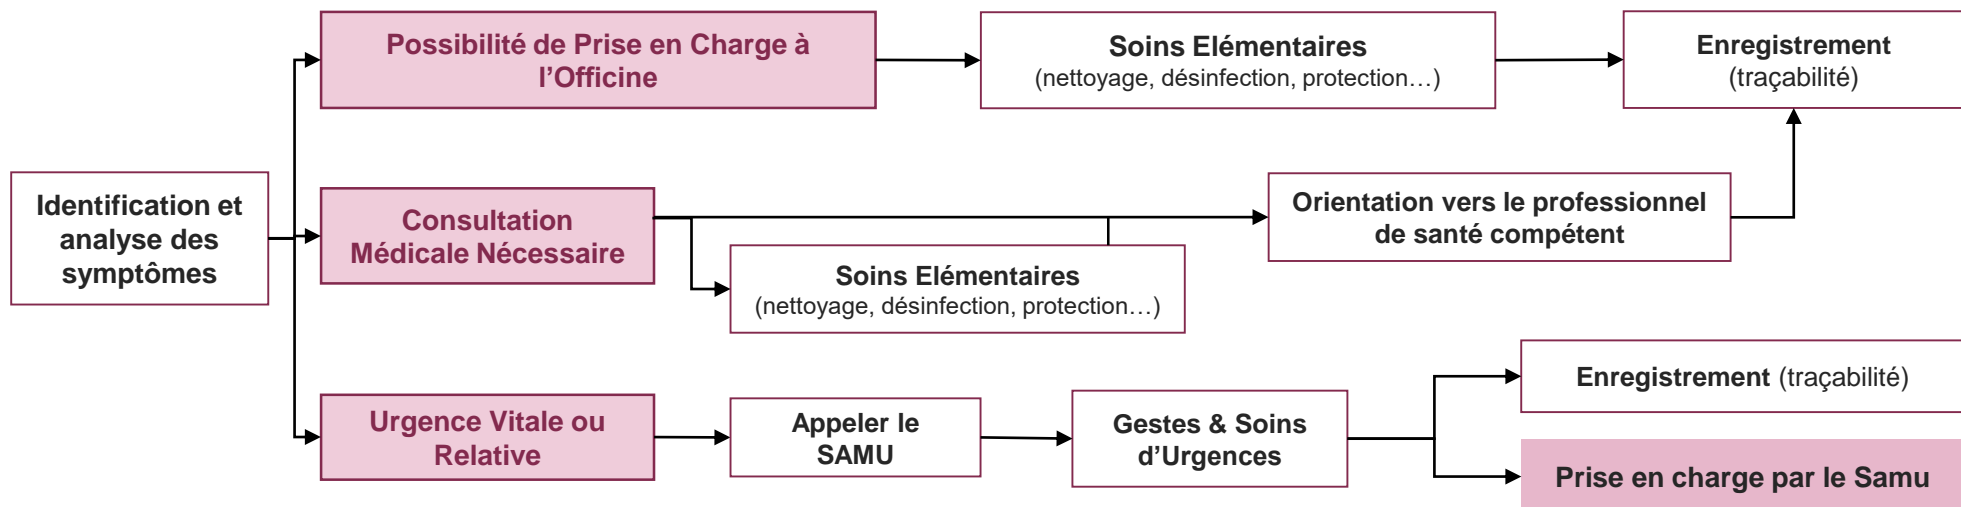 Possibilité de Prise en Charge à
l’Officine
Soins Elémentaires
(nettoyage, désinfection, protection…)
Enregistrement
(traçabilité)
Identification et
analyse des
symptômes
Consultation
Médicale Nécessaire
Soins Elémentaires
(nettoyage, désinfection, protection…)
Orientation vers le professionnel
de santé compétent
Urgence Vitale ou
Relative
Appeler le
SAMU
Gestes & Soins
d’Urgences
Enregistrement (traçabilité)
Prise en charge par le Samu